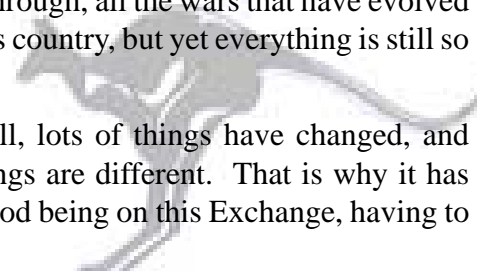 through, all the wars that have evolved
s country, but yet everything is still so
ll, lots of things have changed, and
ngs are different. That is why it has
od being on this Exchange, having to